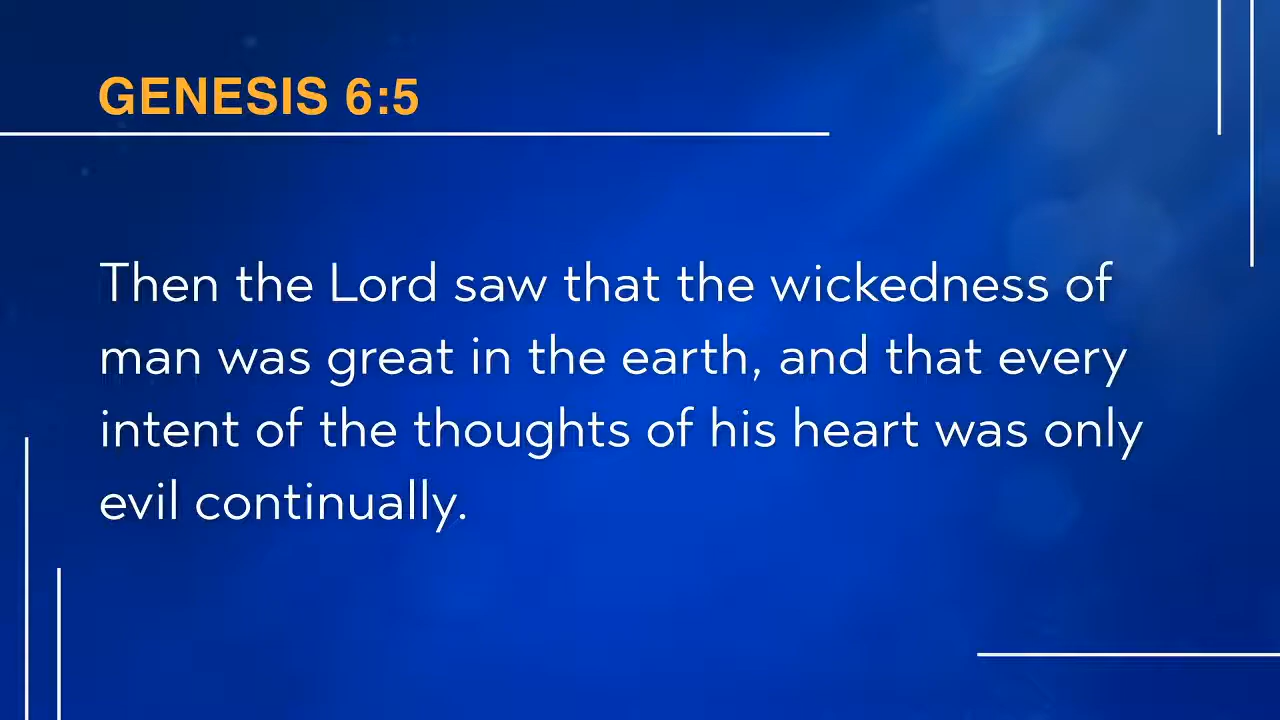 GENESIS 6:5
Then the Lord saw that the wickedness of
man was great in the earth, and that every
intent of the thoughts of his heart was only
evil continually.